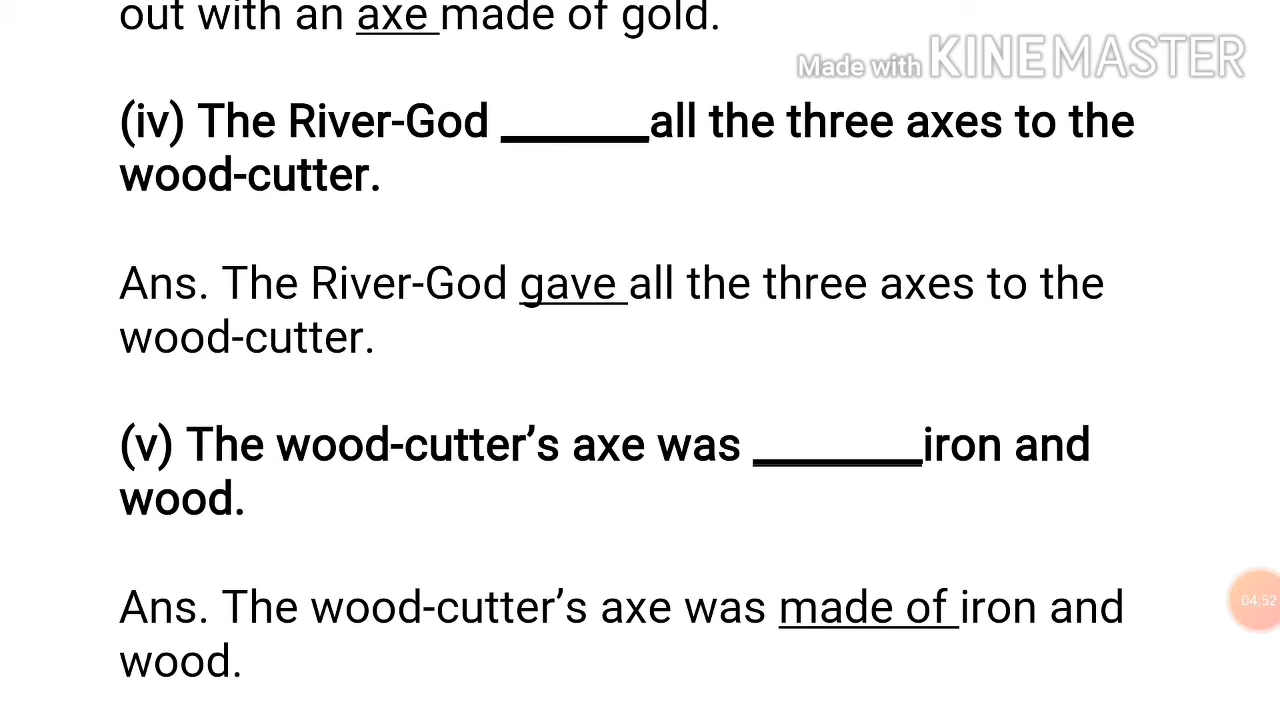 out with an axe made of gold.
Made with KINEMASTER
(iv) The River-God ______all the three axes to the
wood-cutter.
Ans. The River-God gave all the three axes to the
wood-cutter.
(v) The wood-cutter’s axe was _______iron and
wood.
Ans. The wood-cutter’s axe was made of iron and
wood.
04:52